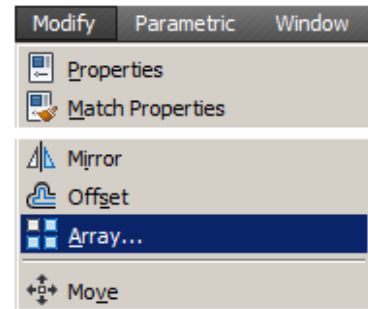 Modify Parametric Window
Properties
Match Properties
Mirror
Offset
Array...
Move